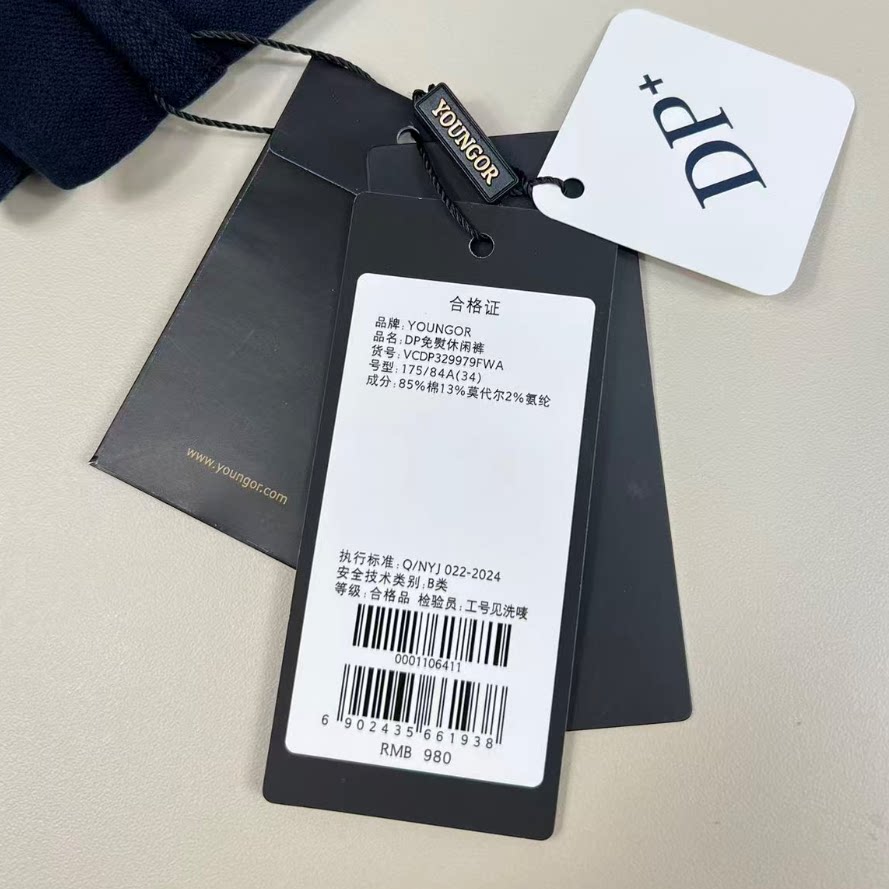 YOUNGOR
DP+
www.youngor.com
合格证
品牌: YOUNGOR
品名: DP免熨休闲裤
货号: VCDP329979FWA
号型: 175/84A(34)
成分: 85%棉13%莫代尔2%氨纶
执行标准: Q/NYJ 022-2024
安全技术类别: B类
等级: 合格品 检验员: 工号见洗唛
0001106411
6 902435 661938
RMB 980